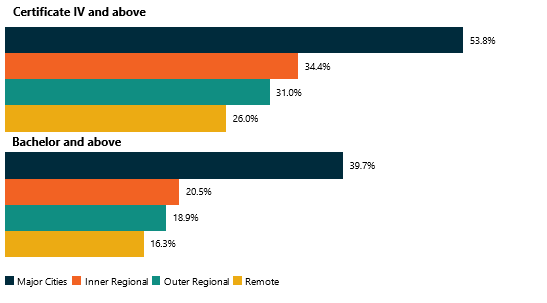 Certificate IV and above
53.8%
34.4%
31.0%
26.0%
Bachelor and above
39.7%
20.5%
18.9%
16.3%
Major Cities Inner Regional Outer Regional Remote